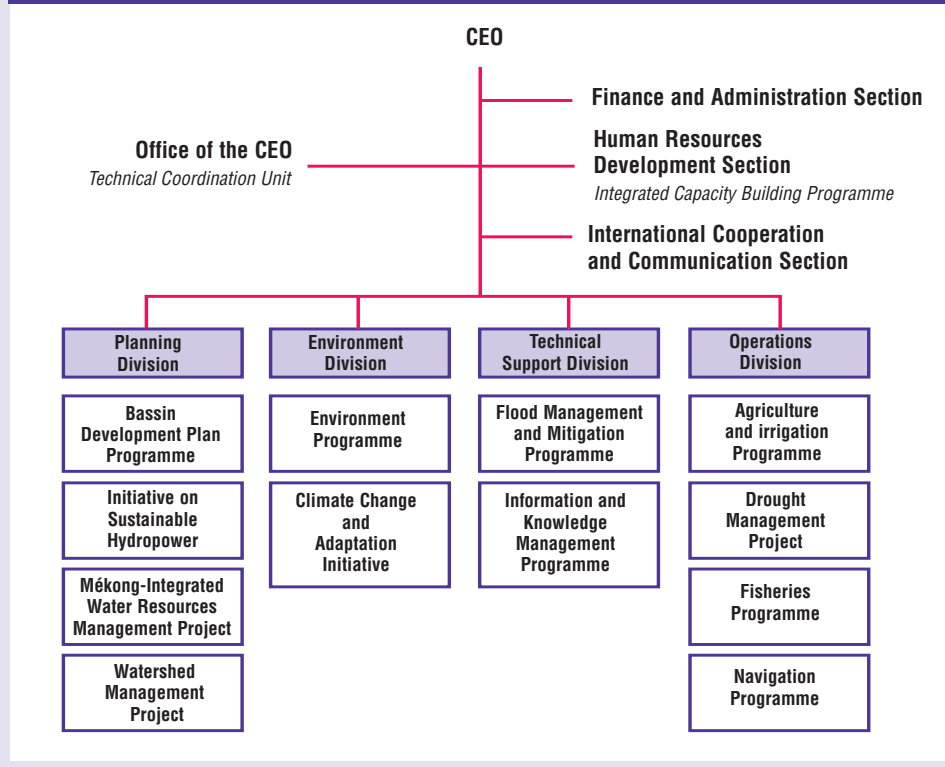 CEO
Finance and Administration Section
Office of the CEO
Technical Coordination Unit
Human Resources
Development Section
Integrated Capacity Building Programme
International Cooperation
and Communication Section
Planning
Division
Bassin
Development Plan
Programme
Initiative on
Sustainable
Hydropower
Mékong-Integrated
Water Resources
Management Project
Watershed
Management
Project
Environment
Division
Environment
Programme
Climate Change
and
Adaptation
Initiative
Technical
Support Division
Flood Management
and Mitigation
Programme
Information and
Knowledge
Management
Programme
Operations
Division
Agriculture
and irrigation
Programme
Drought
Management
Project
Fisheries
Programme
Navigation
Programme